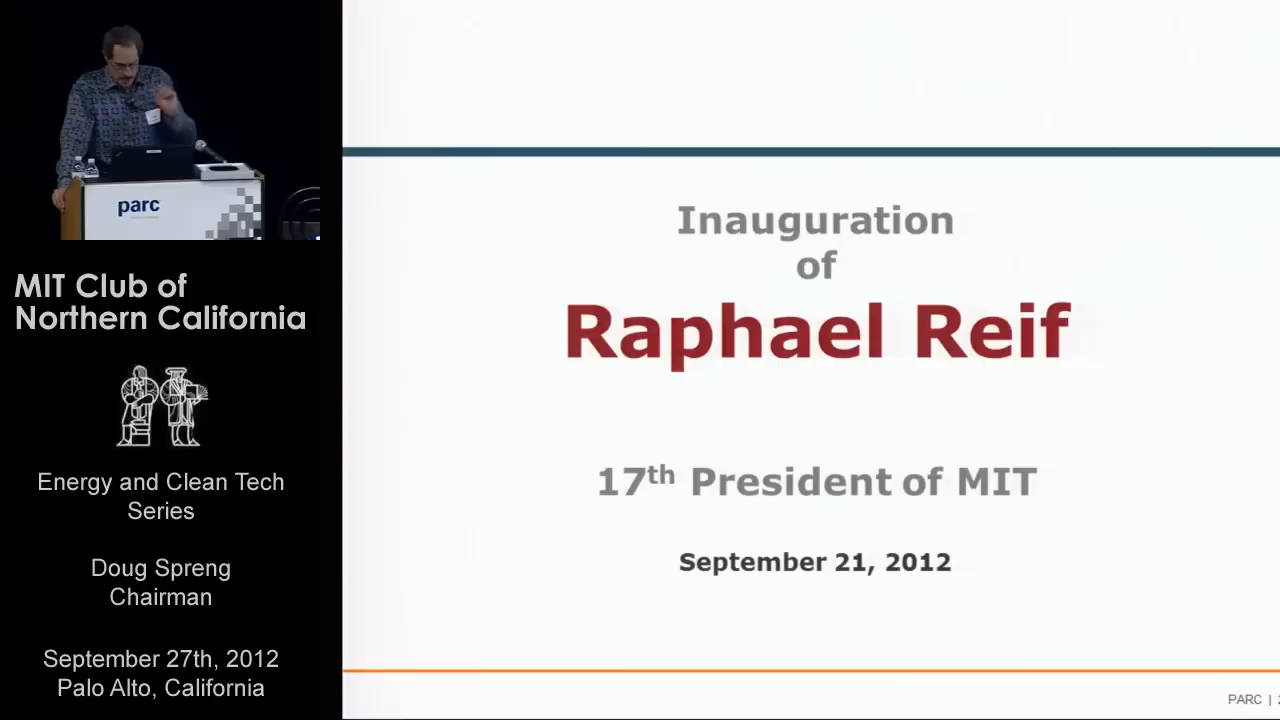 parc
MIT Club of
Northern California
Energy and Clean Tech
Series
Doug Spreng
Chairman
September 27th, 2012
Palo Alto, California
Inauguration
of
Raphael Reif
17th President of MIT
September 21, 2012
PARC |